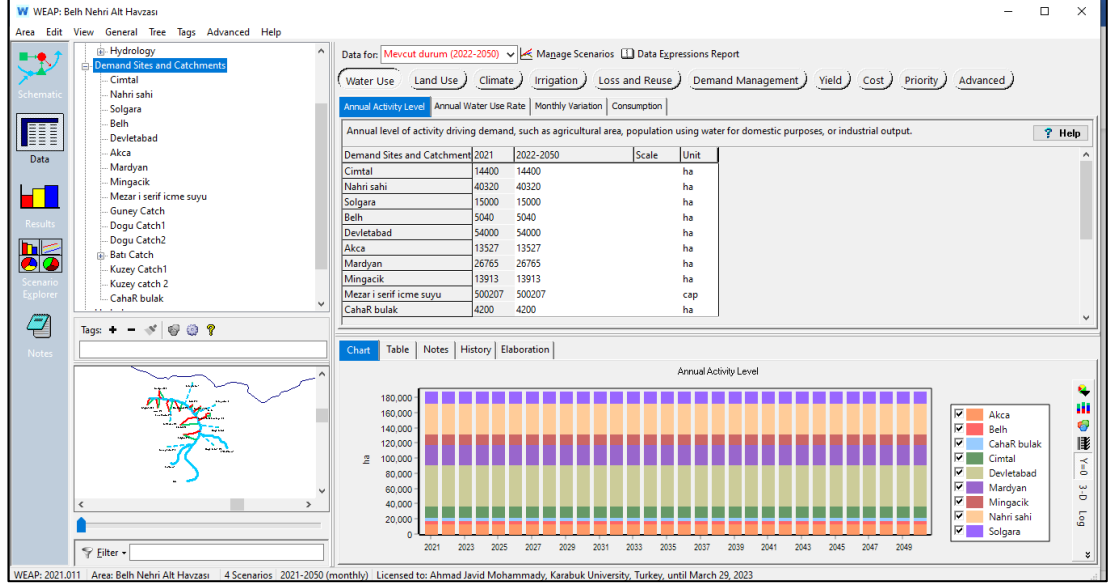 WEAP: Belh Nehri Alt Havzası
Area Edit View General Tree Tags Advanced Help
Schematic
Data
Results
Scenario
Explorer
Notes
Hydrology
Demand Sites and Catchments
Cimtal
Nahri sahi
Solgara
Belh
Devletabad
Akca
Mardyan
Mingacik
Mezar i serif icme suyu
Guney Catch
Dogu Catch1
Dogu Catch2
Batı Catch
Kuzey Catch1
Kuzey catch 2
CahaR bulak
Tags:
Filter
Data for: Mevcut durum (2022-2050) Manage Scenarios Data Expressions Report
Water Use Land Use Climate Irrigation Loss and Reuse Demand Management Yield Cost Priority Advanced
Annual Activity Level Annual Water Use Rate Monthly Variation Consumption
Annual level of activity driving demand, such as agricultural area, population using water for domestic purposes, or industrial output.
? Help
Demand Sites and Catchment 2021 2022-2050 Scale Unit
Cimtal 14400 14400 ha
Nahri sahi 40320 40320 ha
Solgara 15000 15000 ha
Belh 5040 5040 ha
Devletabad 54000 54000 ha
Akca 13527 13527 ha
Mardyan 26765 26765 ha
Mingacik 13913 13913 ha
Mezar i serif icme suyu 500207 500207 cap
CahaR bulak 4200 4200 ha
Chart Table Notes History Elaboration
Annual Activity Level
180,000
160,000
140,000
120,000
100,000
80,000
60,000
40,000
20,000
0
ha
2021 2023 2025 2027 2029 2031 2033 2035 2037 2039 2041 2043 2045 2047 2049
Akca
Belh
CahaR bulak
Cimtal
Devletabad
Mardyan
Mingacik
Nahri sahi
Solgara
Y=0
3-D
Log
WEAP: 2021.011 Area: Belh Nehri Alt Havzası 4 Scenarios 2021-2050 (monthly) Licensed to: Ahmad Javid Mohammady, Karabuk University, Turkey, until March 29, 2023